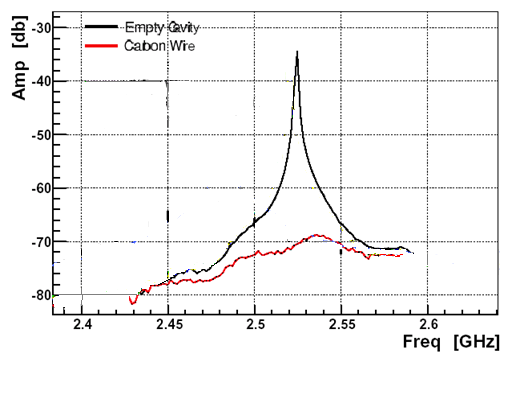 Amp [db]
-30
-40
-50
-60
-70
-80
Empty Cavity
Carbon Wire
2.4
2.45
2.5
2.55
2.6
Freq [GHz]